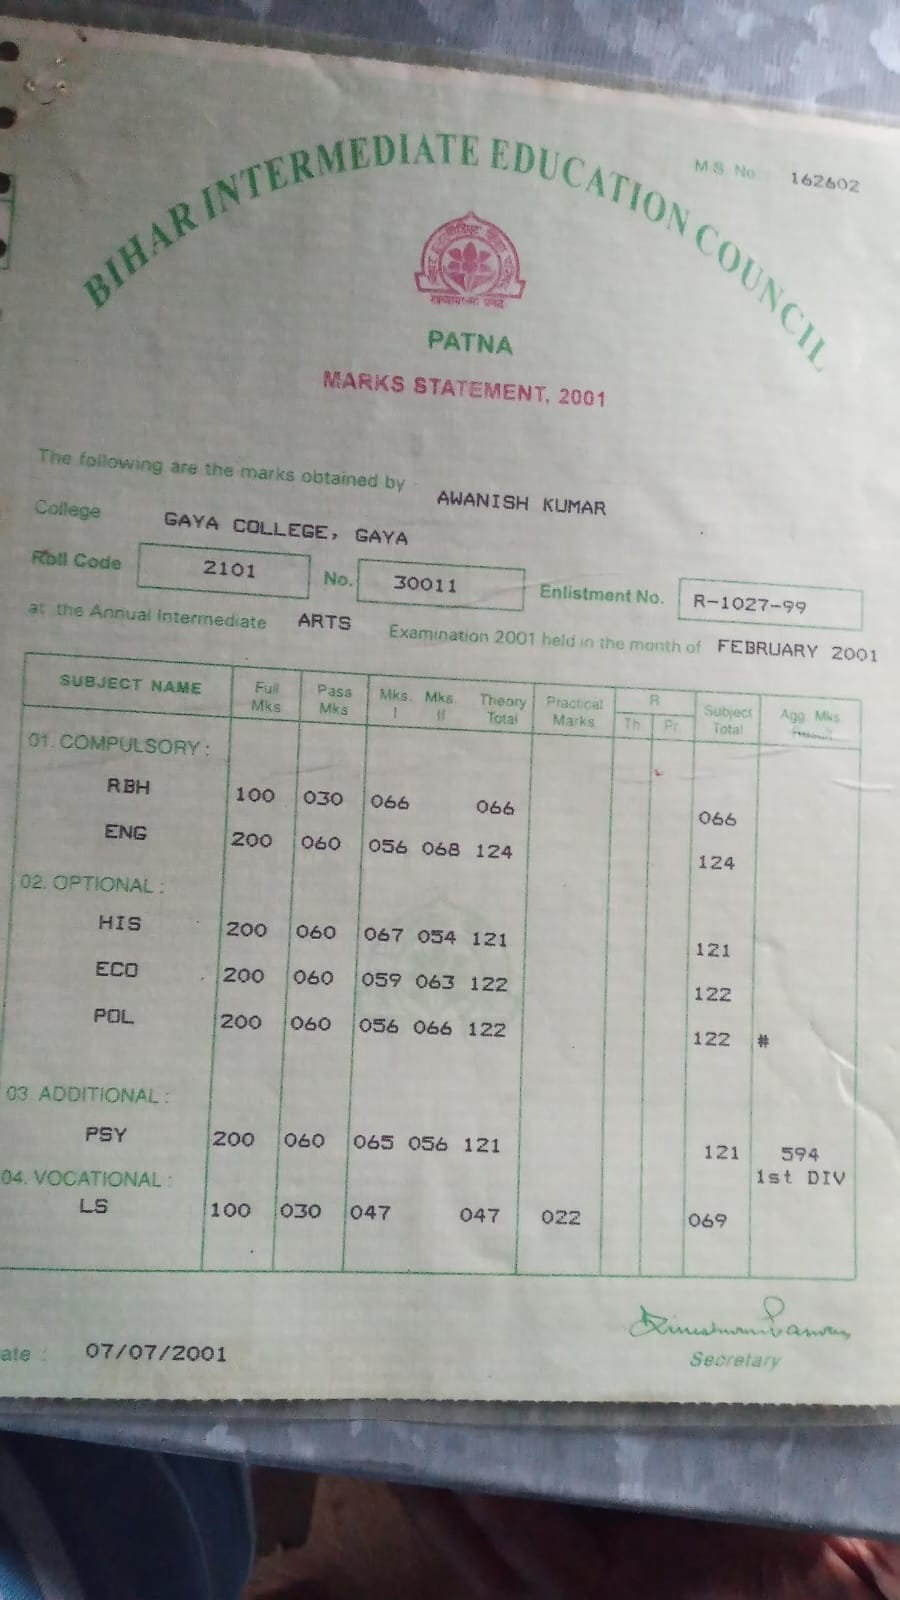 BIHAR INTERMEDIATE EDUCATION COUNCIL
M.S. No. 162602
PATNA
MARKS STATEMENT, 2001
The following are the marks obtained by AWANISH KUMAR
College GAYA COLLEGE, GAYA
Roll Code 2101 No. 30011 Enlistment No. R-1027-99
at the Annual Intermediate ARTS Examination 2001 held in the month of FEBRUARY 2001
SUBJECT NAME Full Mks Pass Mks Mks. I Mks. II Theory Total Practical Marks R Th. Pr. Subject Total Agg. Mks Result
01. COMPULSORY :
RBH 100 030 066 066 066
ENG 200 060 056 068 124 124
02. OPTIONAL :
HIS 200 060 067 054 121 121
ECO 200 060 059 063 122 122
POL 200 060 056 066 122 122 #
03. ADDITIONAL :
PSY 200 060 065 056 121 121 594
1st DIV
04. VOCATIONAL :
LS 100 030 047 047 022 069
ate : 07/07/2001
Secretary